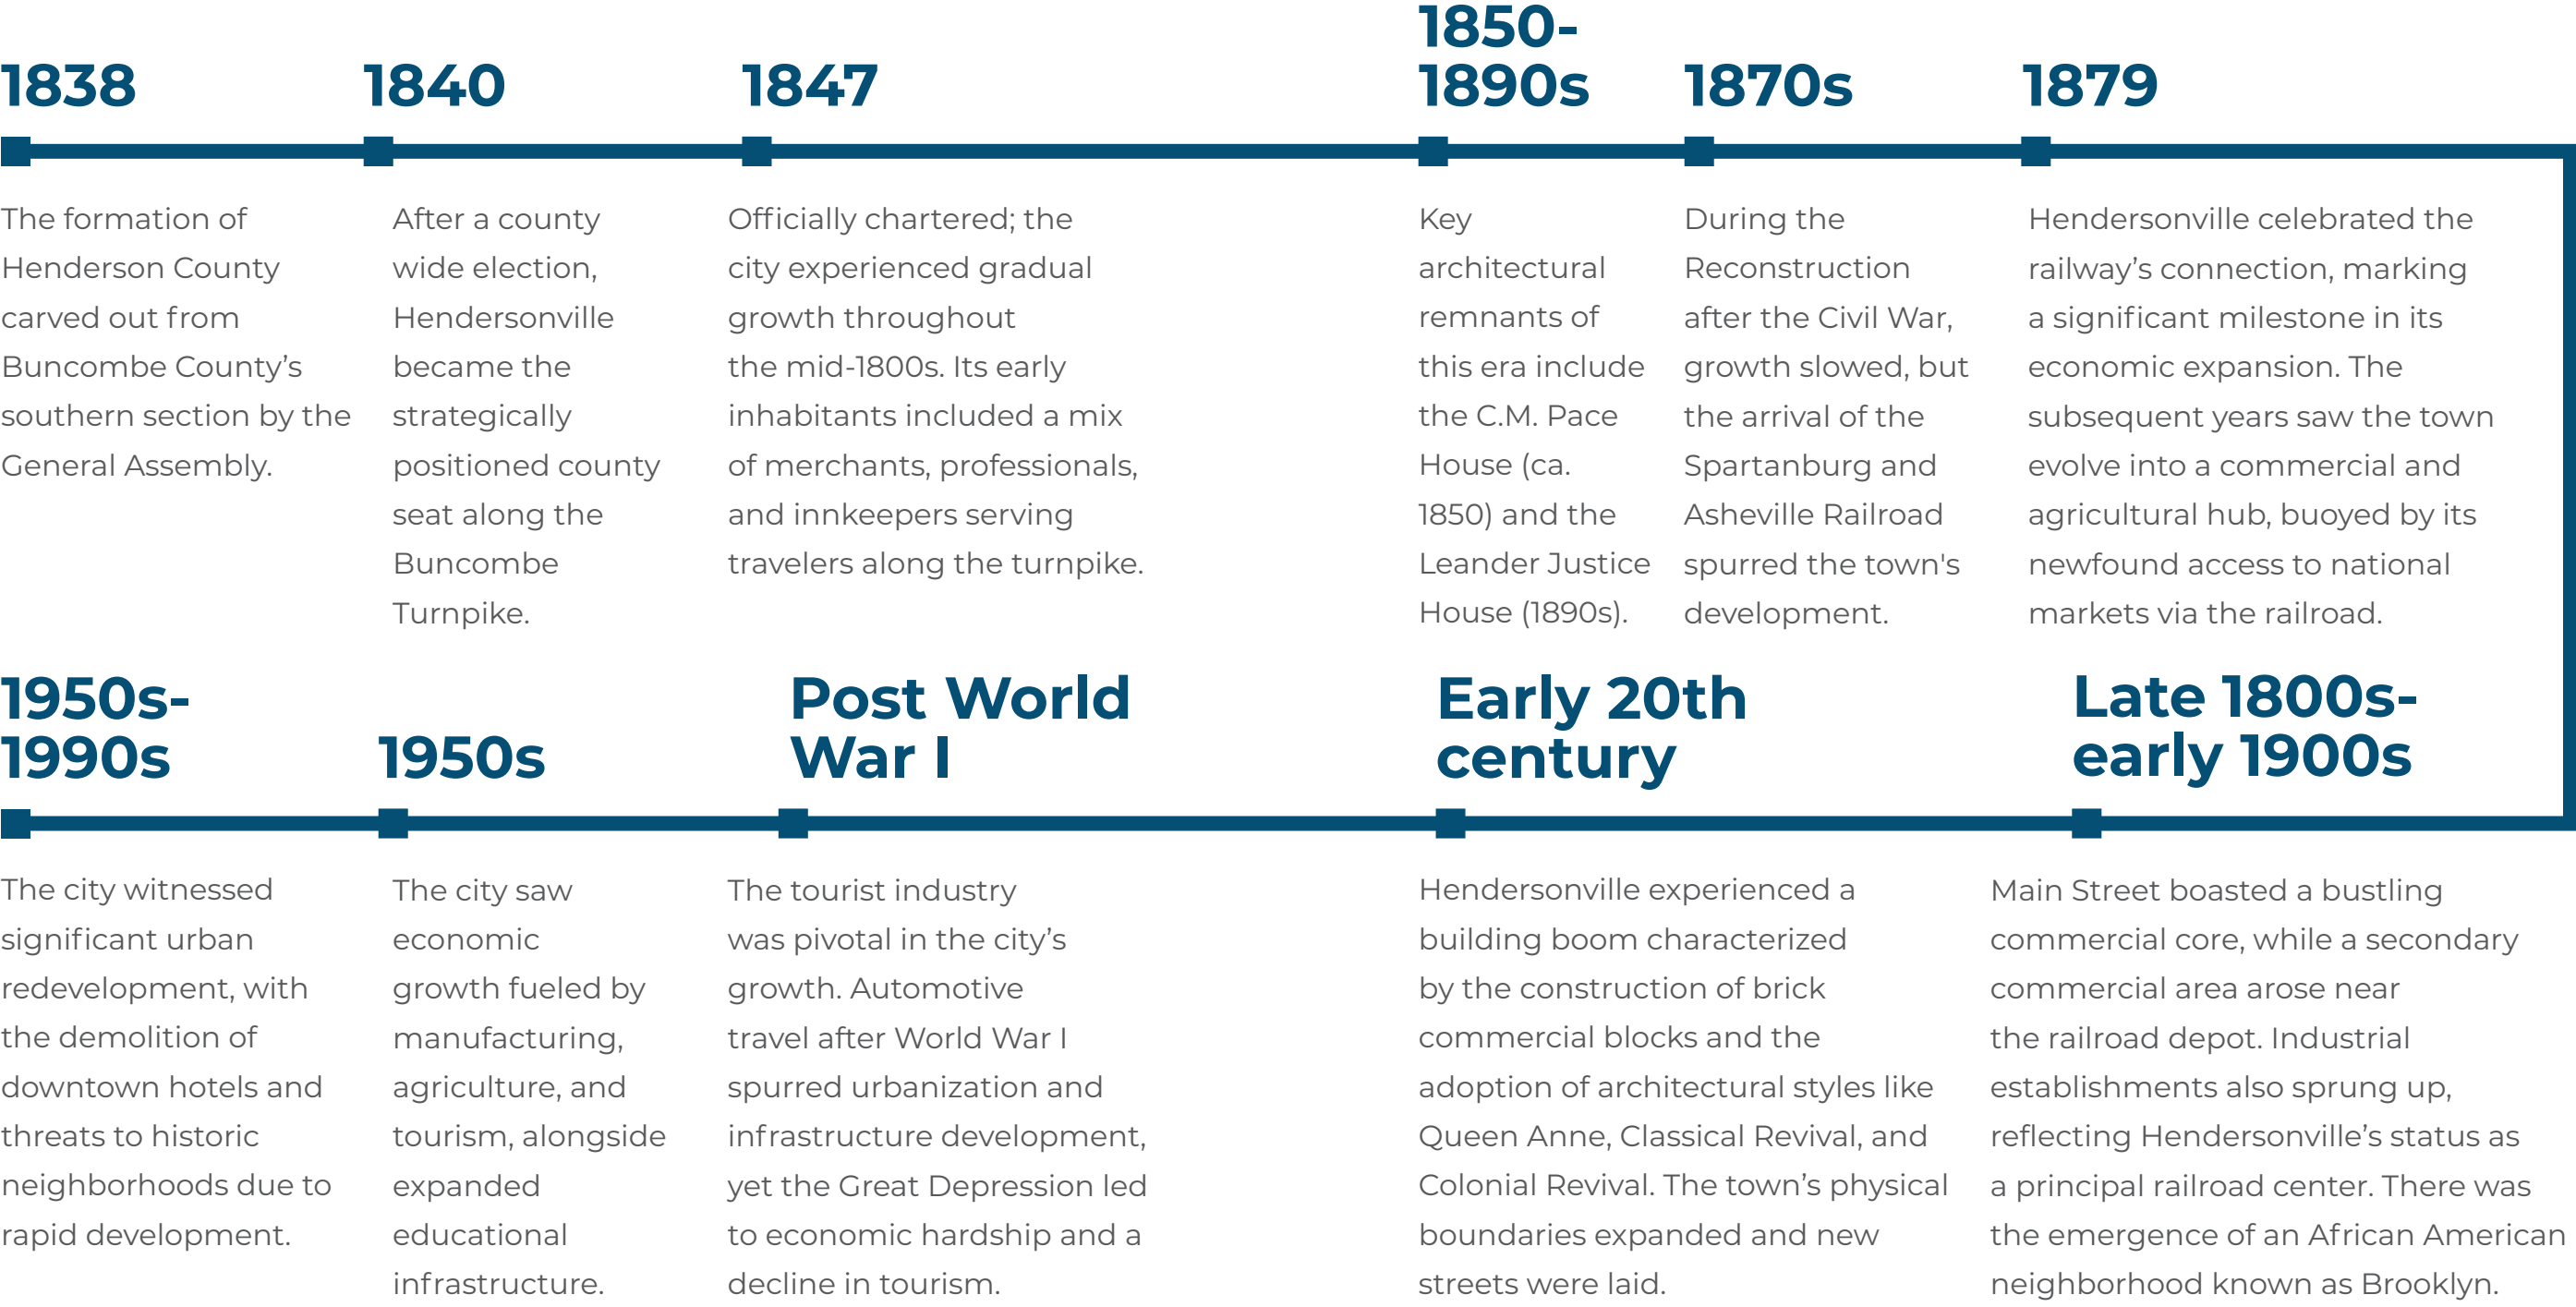 1838
The formation of
Henderson County
carved out from
Buncombe County’s
southern section by the
General Assembly.
1840
After a county
wide election,
Hendersonville
became the
strategically
positioned county
seat along the
Buncombe
Turnpike.
1847
Officially chartered; the
city experienced gradual
growth throughout
the mid-1800s. Its early
inhabitants included a mix
of merchants, professionals,
and innkeepers serving
travelers along the turnpike.
1850-
1890s
Key
architectural
remnants of
this era include
the C.M. Pace
House (ca.
1850) and the
Leander Justice
House (1890s).
1870s
During the
Reconstruction
after the Civil War,
growth slowed, but
the arrival of the
Spartanburg and
Asheville Railroad
spurred the town's
development.
1879
Hendersonville celebrated the
railway’s connection, marking
a significant milestone in its
economic expansion. The
subsequent years saw the town
evolve into a commercial and
agricultural hub, buoyed by its
newfound access to national
markets via the railroad.
Late 1800s-
early 1900s
Main Street boasted a bustling
commercial core, while a secondary
commercial area arose near
the railroad depot. Industrial
establishments also sprung up,
reflecting Hendersonville’s status as
a principal railroad center. There was
the emergence of an African American
neighborhood known as Brooklyn.
Early 20th
century
Hendersonville experienced a
building boom characterized
by the construction of brick
commercial blocks and the
adoption of architectural styles like
Queen Anne, Classical Revival, and
Colonial Revival. The town’s physical
boundaries expanded and new
streets were laid.
Post World
War I
The tourist industry
was pivotal in the city’s
growth. Automotive
travel after World War I
spurred urbanization and
infrastructure development,
yet the Great Depression led
to economic hardship and a
decline in tourism.
1950s
The city saw
economic
growth fueled by
manufacturing,
agriculture, and
tourism, alongside
expanded
educational
infrastructure.
1950s-
1990s
The city witnessed
significant urban
redevelopment, with
the demolition of
downtown hotels and
threats to historic
neighborhoods due to
rapid development.